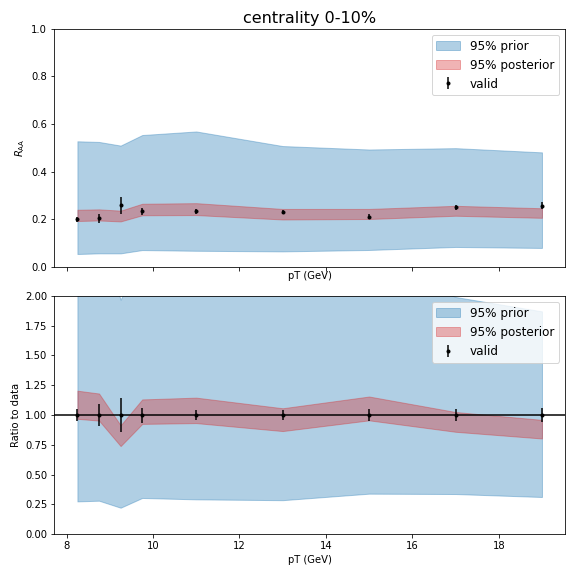 centrality 0-10%
1.0
0.8
0.6
0.4
0.2
0.0
R_AA
95% prior
95% posterior
valid
pT (GeV)
2.00
1.75
1.50
1.25
1.00
0.75
0.50
0.25
0.00
Ratio to data
95% prior
95% posterior
valid
8 10 12 14 16 18
pT (GeV)